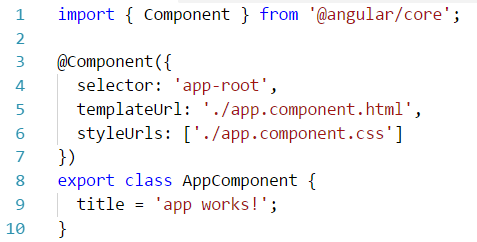 1 import { Component } from '@angular/core';
2
3 @Component({
4   selector: 'app-root',
5   templateUrl: './app.component.html',
6   styleUrls: ['./app.component.css']
7 })
8 export class AppComponent {
9   title = 'app works!';
10 }